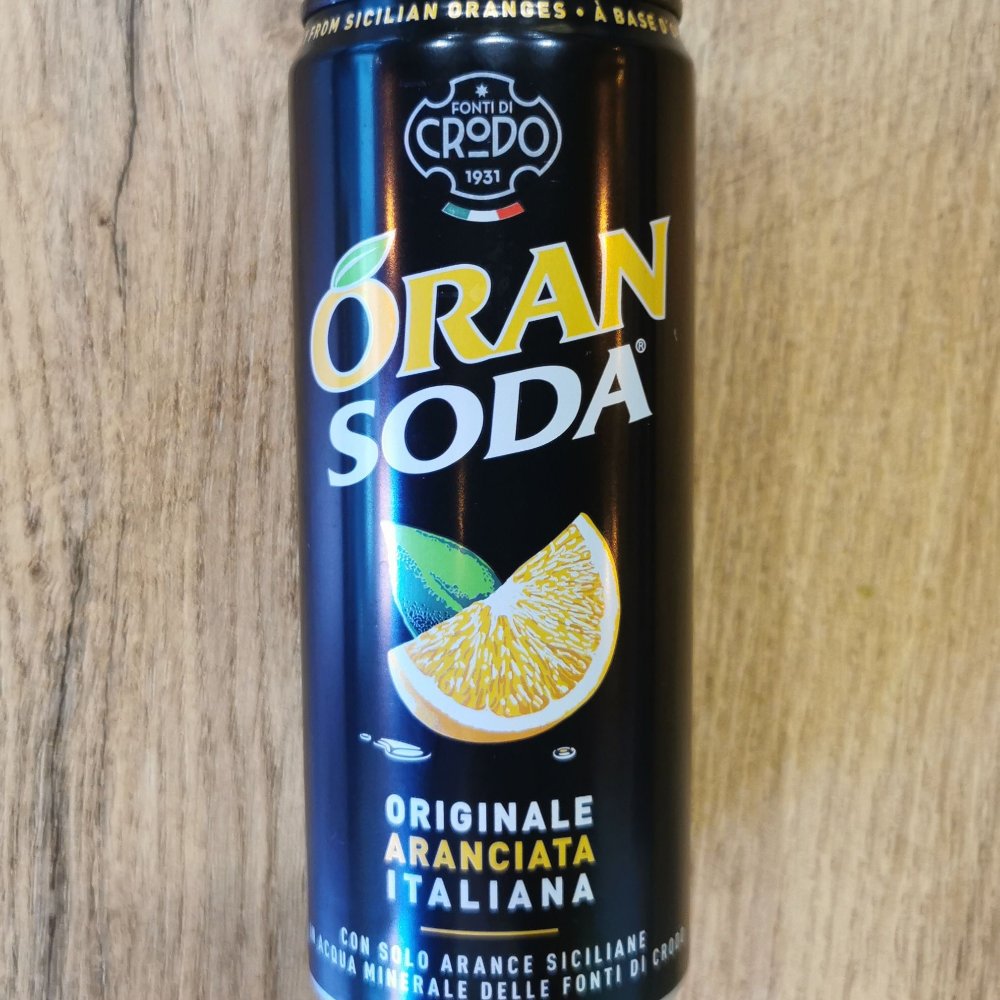 FROM SICILIAN ORANGES • À BASE D'
FONTI DI
CRODO
1931
ORAN
SODA®
ORIGINALE
ARANCIATA
ITALIANA
CON SOLO ARANCE SICILIANE
ACQUA MINERALE DELLE FONTI DI CRODO